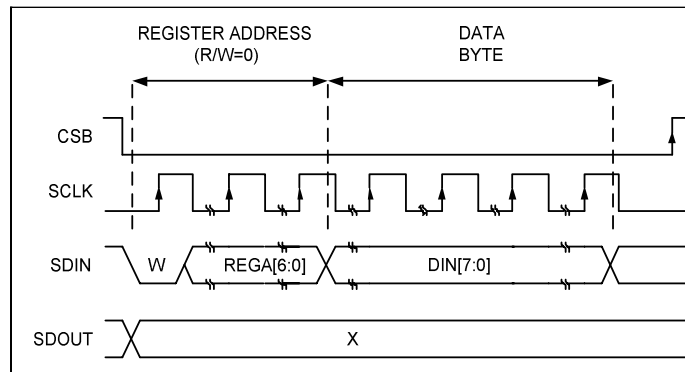 REGISTER ADDRESS
(R/W=0)
DATA
BYTE
CSB
SCLK
SDIN
W
REGA[6:0]
DIN[7:0]
SDOUT
X